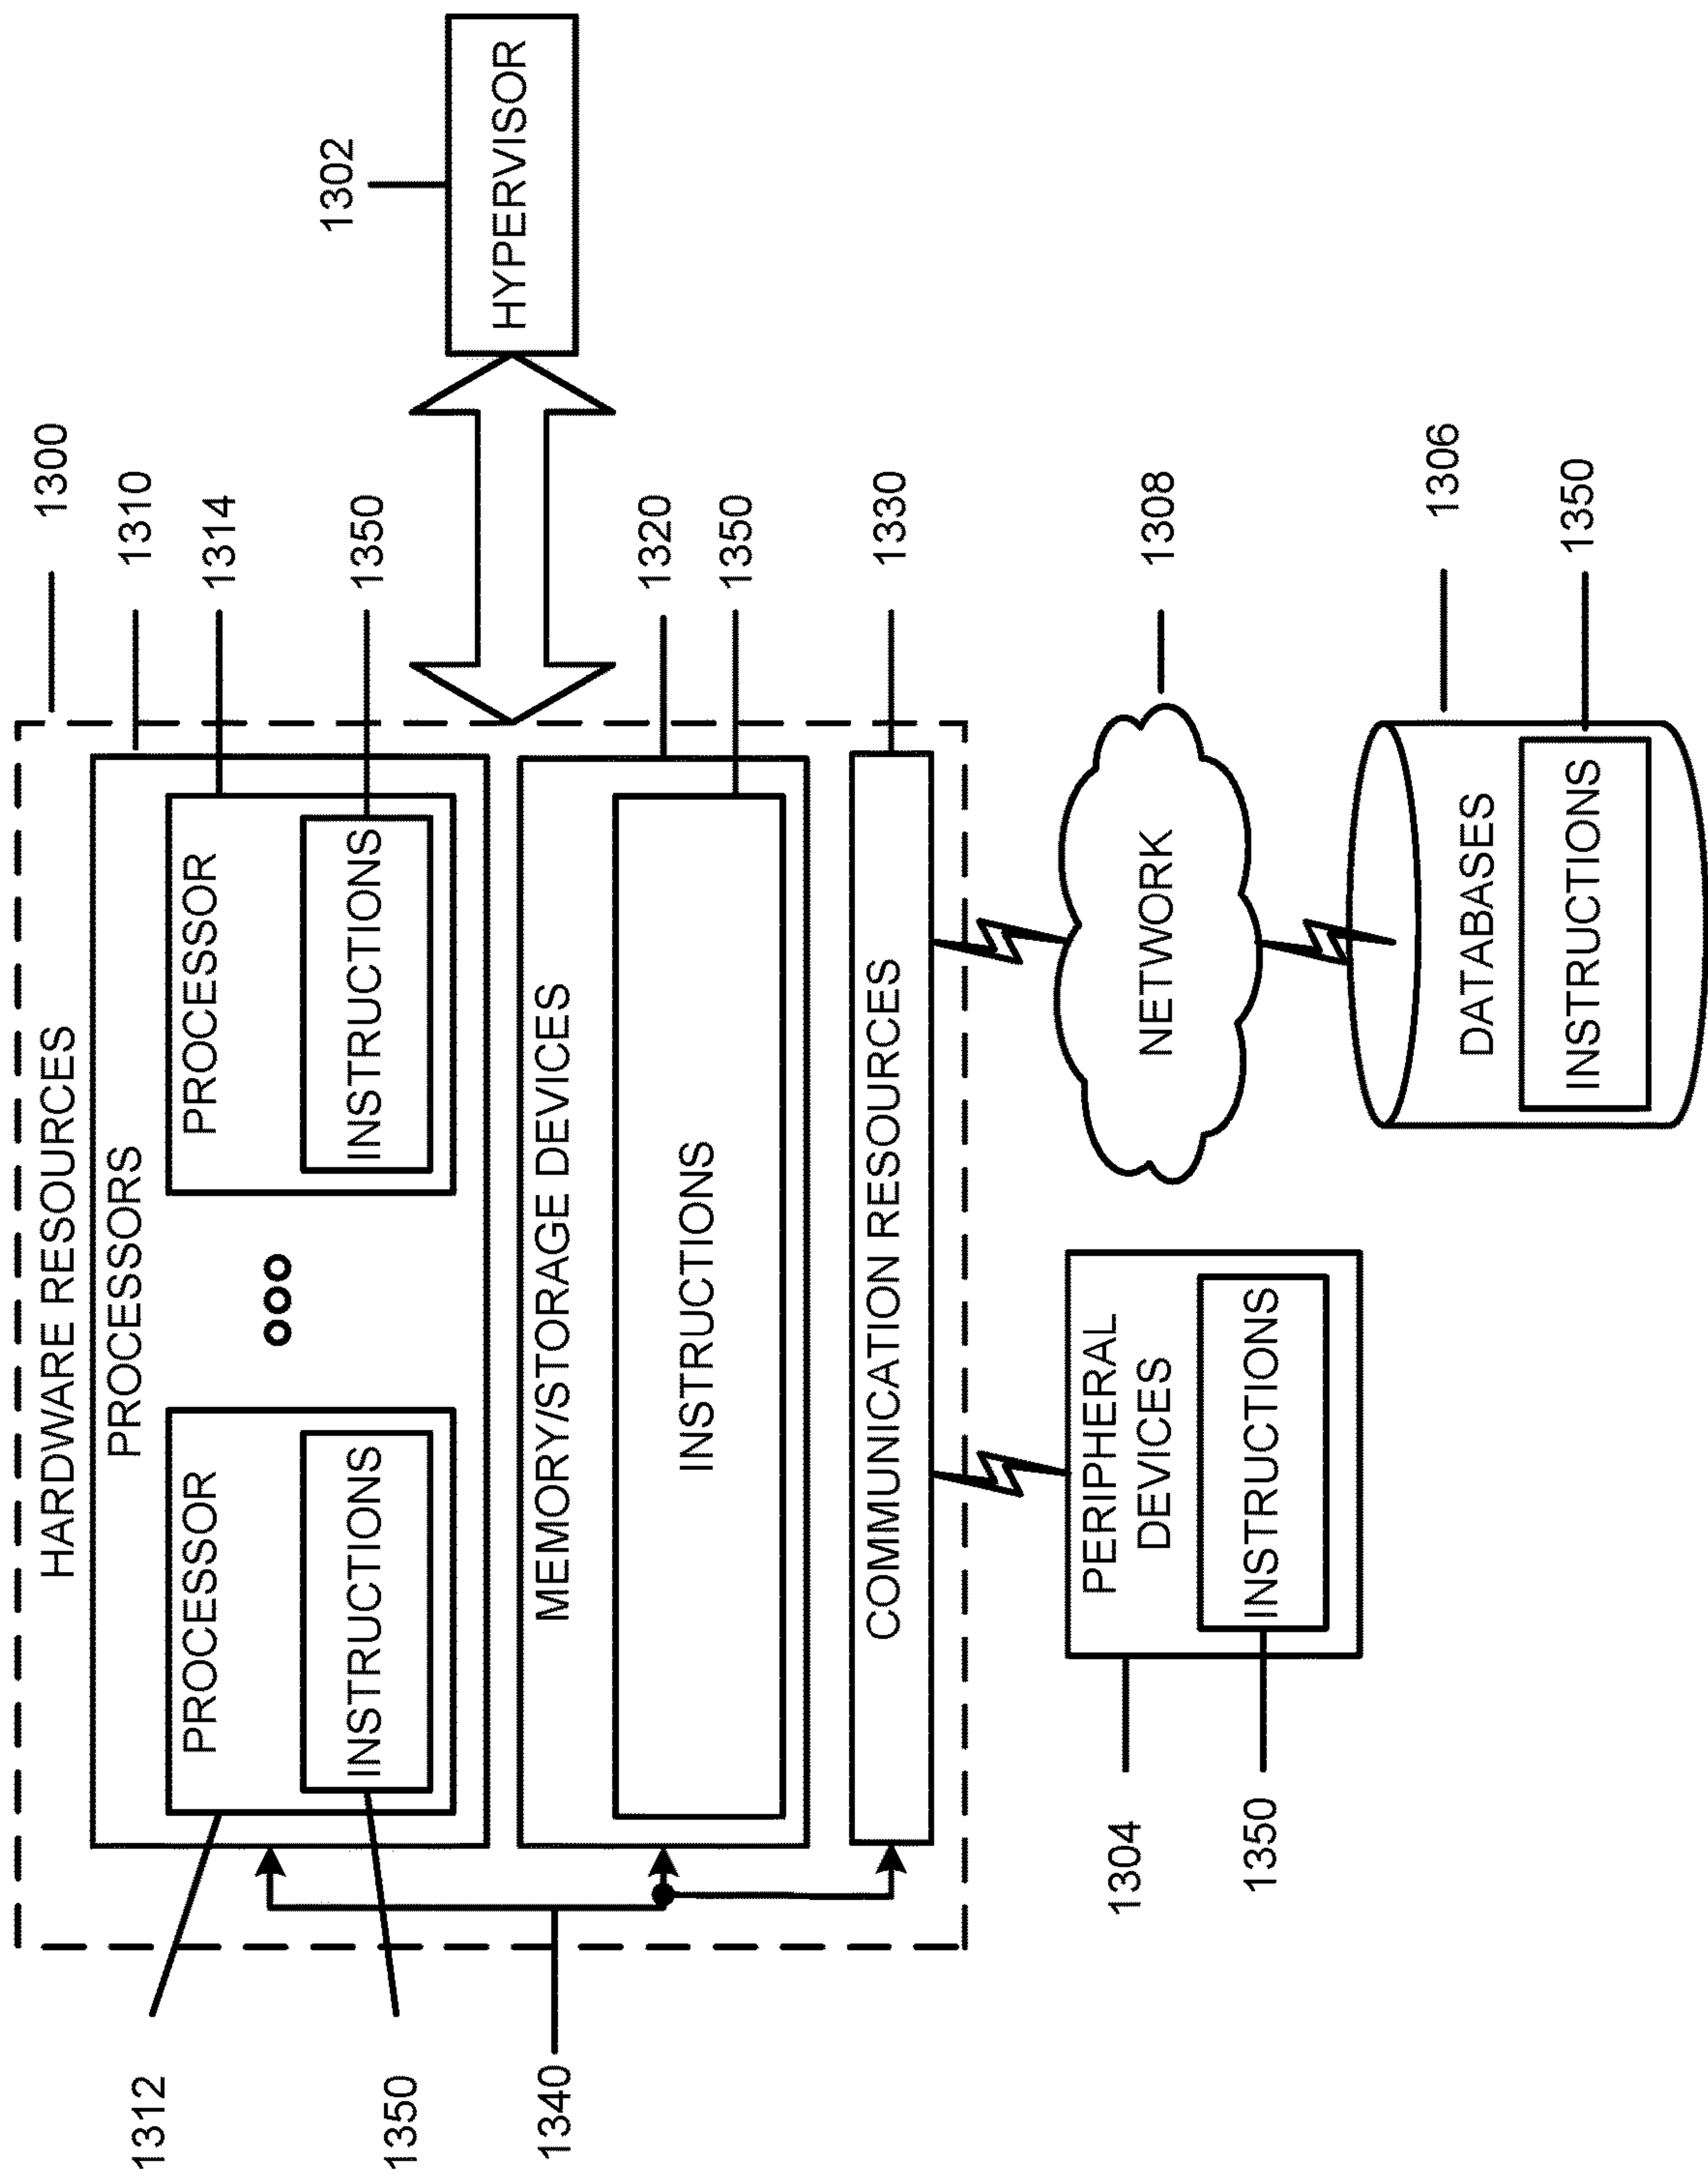 HARDWARE RESOURCES
1300
PROCESSORS
1310
PROCESSOR
PROCESSOR
1314
1312
INSTRUCTIONS
INSTRUCTIONS
1350
1350
1302
HYPERVISOR
MEMORY/STORAGE DEVICES
1340
1320
INSTRUCTIONS
1350
COMMUNICATION RESOURCES
1330
PERIPHERAL
DEVICES
1304
INSTRUCTIONS
1350
NETWORK
1308
DATABASES
1306
INSTRUCTIONS
1350